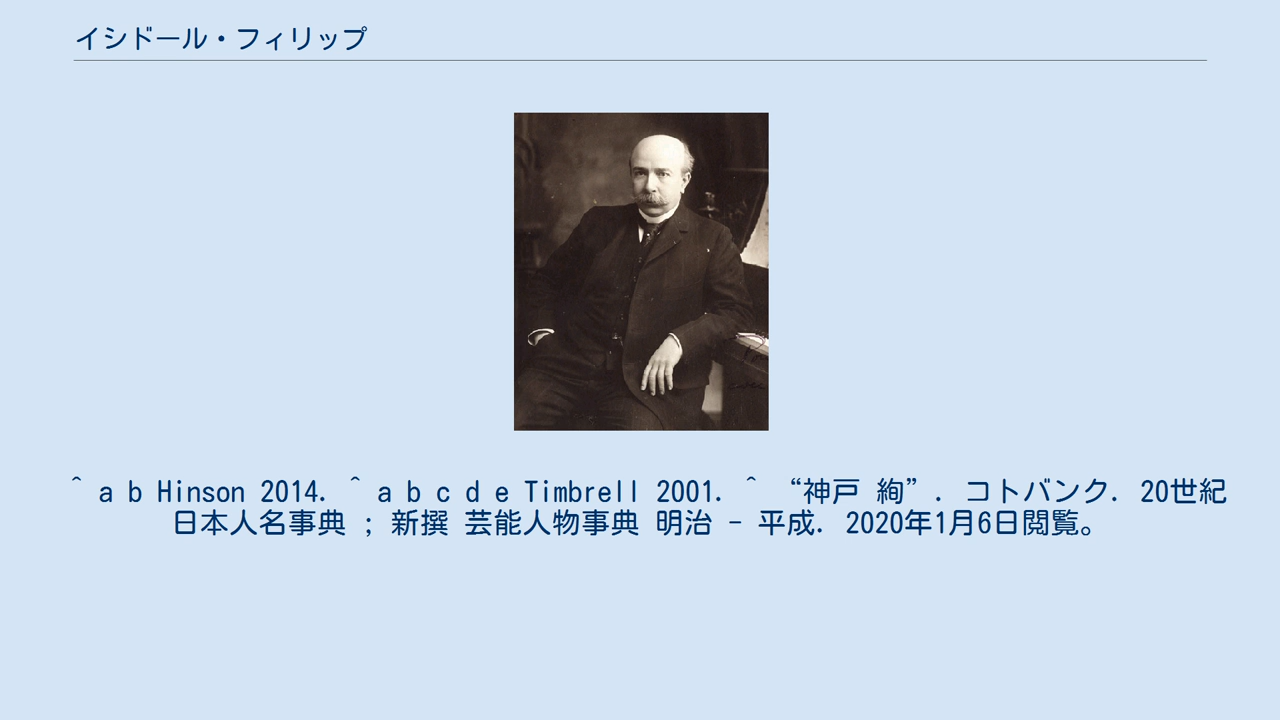 イシドール・フィリップ
^ a b Hinson 2014. ^ a b c d e Timbrell 2001. ^ “神戸 絢”. コトバンク. 20世紀
日本人名事典 ; 新撰 芸能人物事典 明治 - 平成. 2020年1月6日閲覧。